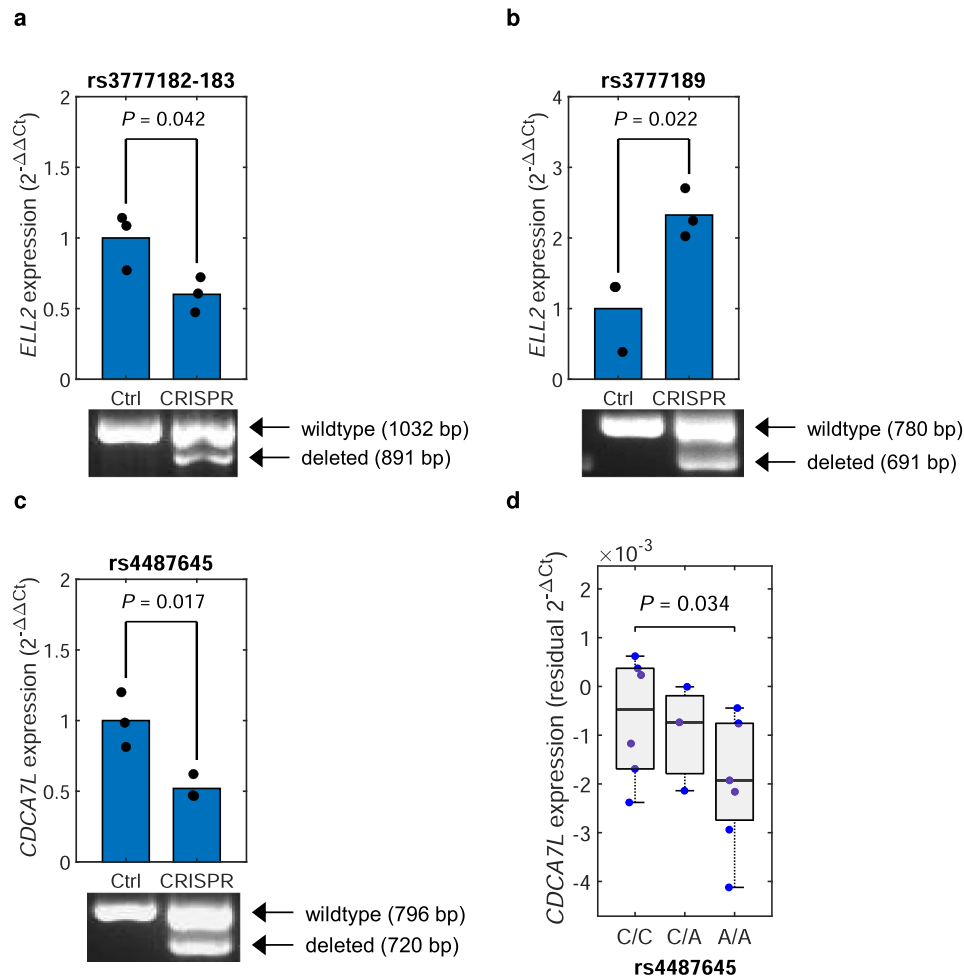 a
rs3777182-183
P = 0.042
ELL2 expression (2-ΔΔCt)
2
1.5
1
0.5
0
Ctrl CRISPR
wildtype (1032 bp)
deleted (891 bp)
b
rs3777189
P = 0.022
ELL2 expression (2-ΔΔCt)
4
3
2
1
0
Ctrl CRISPR
wildtype (780 bp)
deleted (691 bp)
c
rs4487645
P = 0.017
CDCA7L expression (2-ΔΔCt)
2
1.5
1
0.5
0
Ctrl CRISPR
wildtype (796 bp)
deleted (720 bp)
d
×10-3
P = 0.034
CDCA7L expression (residual 2-ΔCt)
2
1
0
-1
-2
-3
-4
C/C C/A A/A
rs4487645